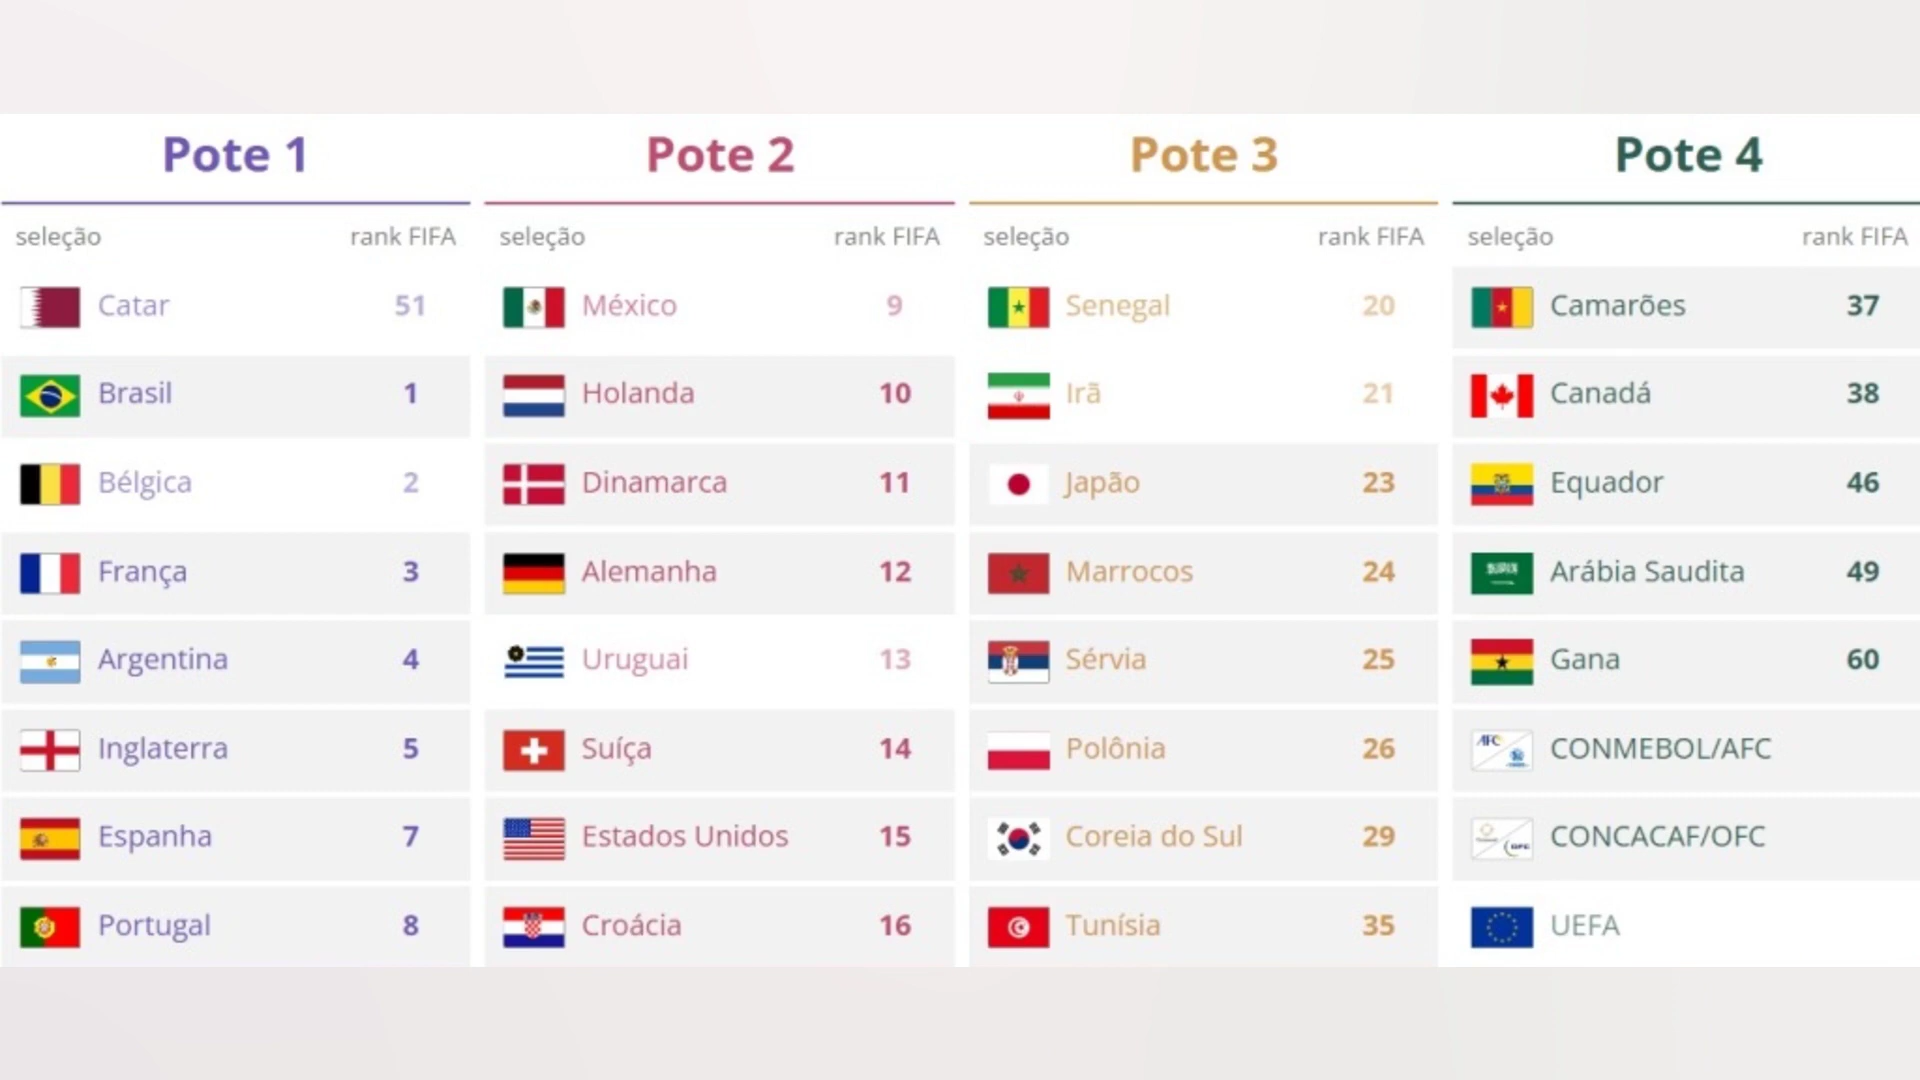 Pote 1
seleção rank FIFA
Catar 51
Brasil 1
Bélgica 2
França 3
Argentina 4
Inglaterra 5
Espanha 7
Portugal 8
Pote 2
seleção rank FIFA
México 9
Holanda 10
Dinamarca 11
Alemanha 12
Uruguai 13
Suíça 14
Estados Unidos 15
Croácia 16
Pote 3
seleção rank FIFA
Senegal 20
Irã 21
Japão 23
Marrocos 24
Sérvia 25
Polônia 26
Coreia do Sul 29
Tunísia 35
Pote 4
seleção rank FIFA
Camarões 37
Canadá 38
Equador 46
Arábia Saudita 49
Gana 60
AFC
CONMEBOL/AFC
OFC
CONCACAF/OFC
UEFA